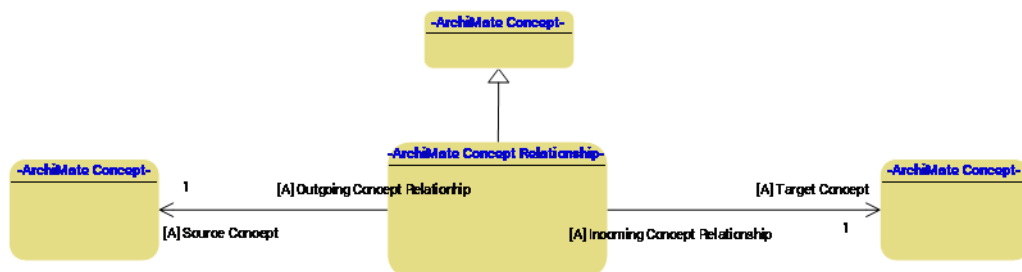 -ArchiMate Concept-
-ArchiMate Concept Relationship-
-ArchiMate Concept-
-ArchiMate Concept-
1
[A] Outgoing Concept Relationhip
[A] Target Concept
[A] Source Concept
[A] Incoming Concept Relationship
1